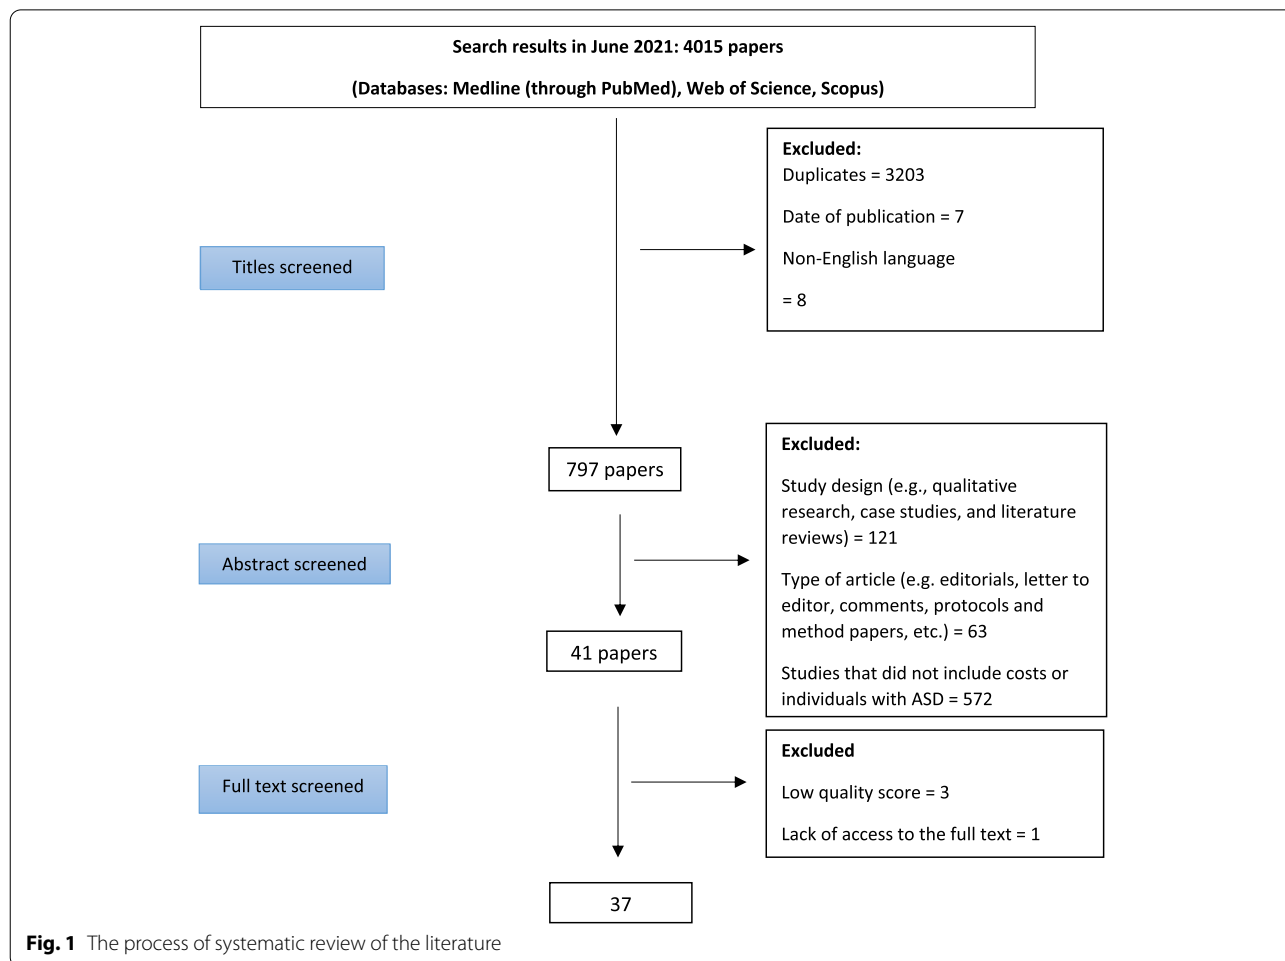 Search results in June 2021: 4015 papers
(Databases: Medline (through PubMed), Web of Science, Scopus)
Excluded:
Duplicates = 3203
Date of publication = 7
Non-English language
= 8
Titles screened
797 papers
Excluded:
Study design (e.g., qualitative
research, case studies, and literature
reviews) = 121
Type of article (e.g. editorials, letter to
editor, comments, protocols and
method papers, etc.) = 63
Studies that did not include costs or
individuals with ASD = 572
Abstract screened
41 papers
Excluded
Low quality score = 3
Lack of access to the full text = 1
Full text screened
37
Fig. 1 The process of systematic review of the literature